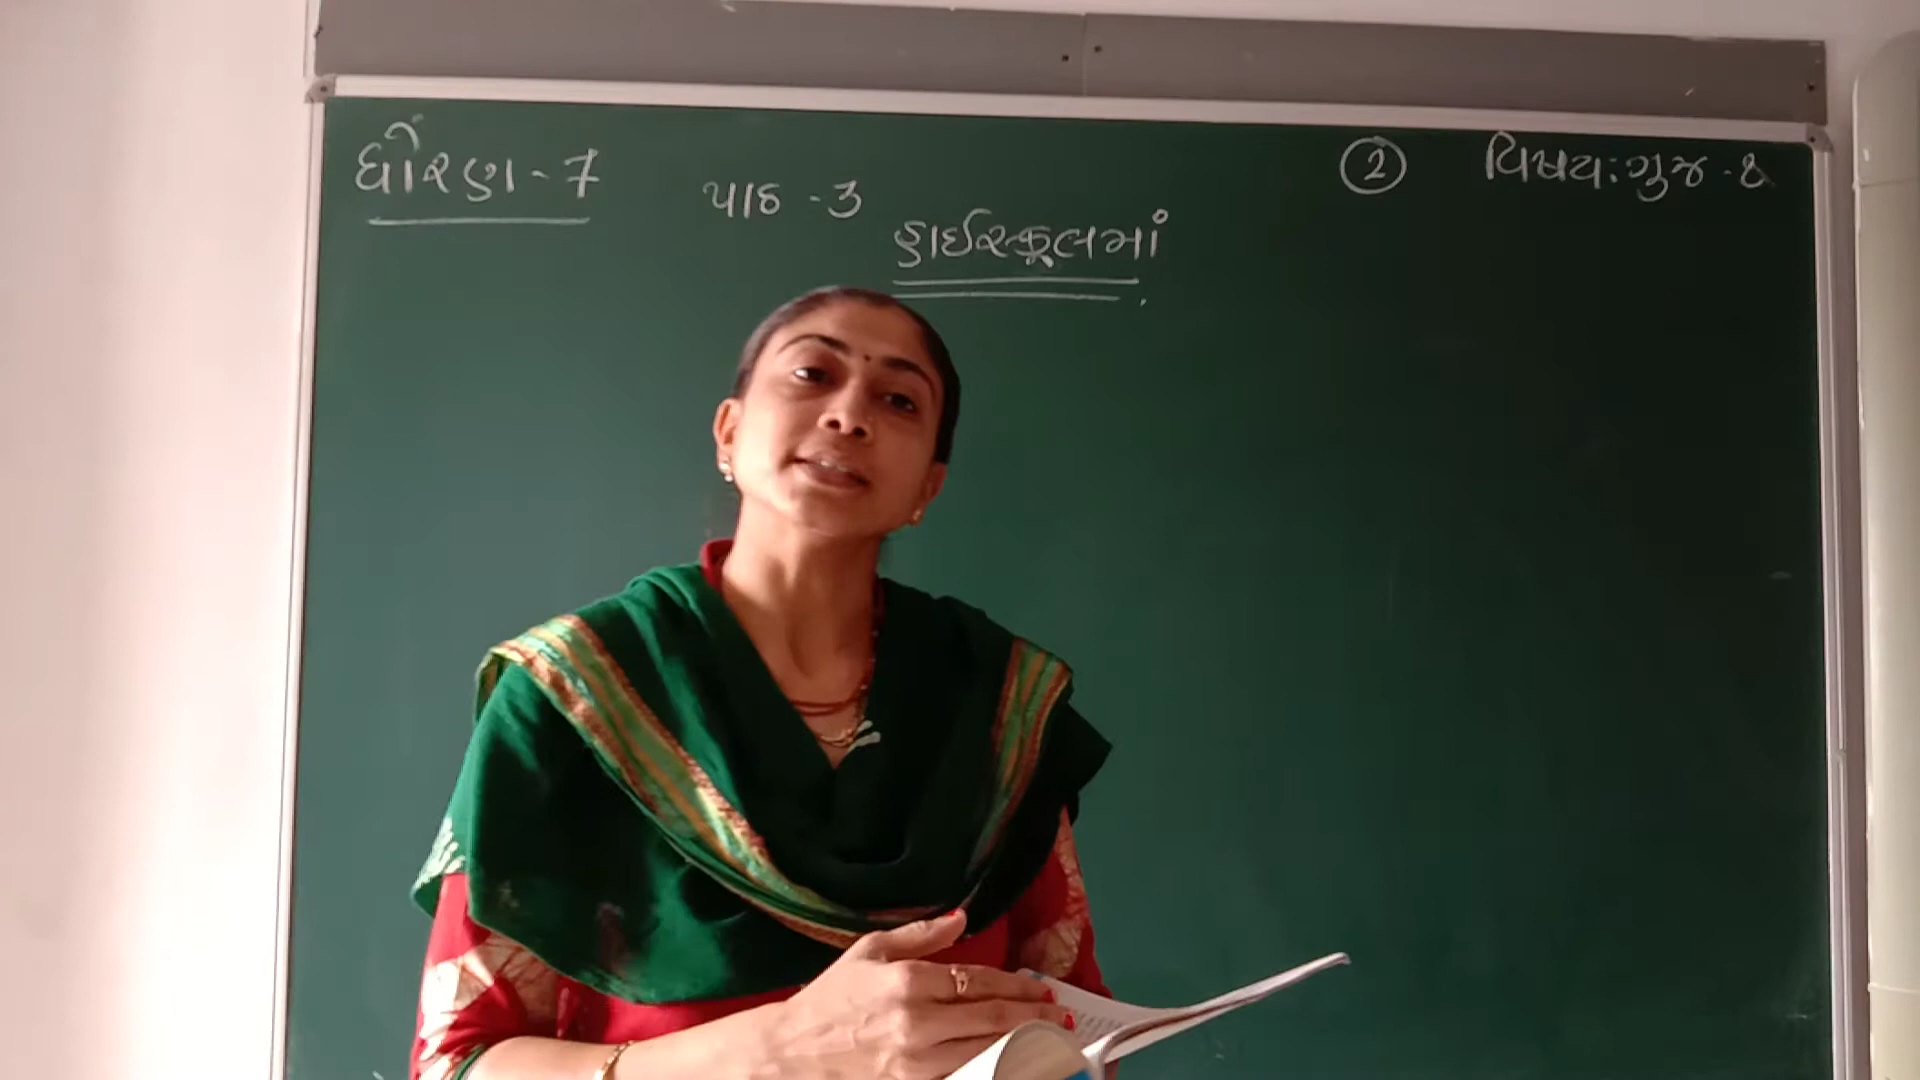 ધોરણ - 7
પાઠ - 3
હાઈસ્કૂલમાં
2
વિષય: ગુજ -